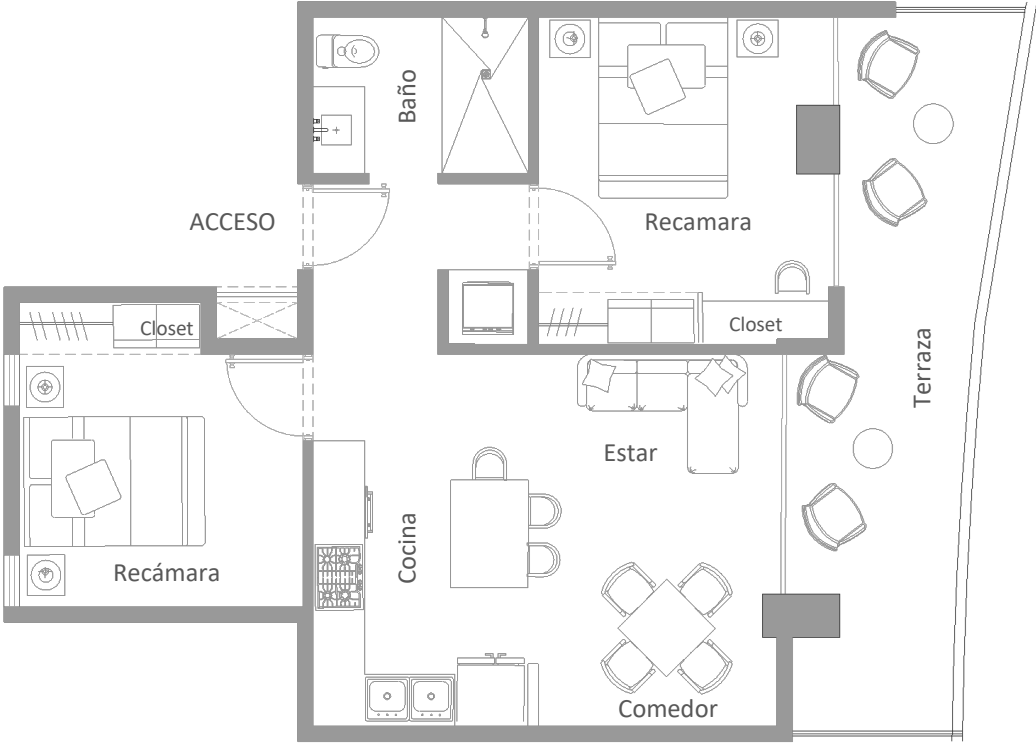 Baño
ACCESO
Recamara
Closet
Closet
Terraza
Estar
Cocina
Recámara
Comedor